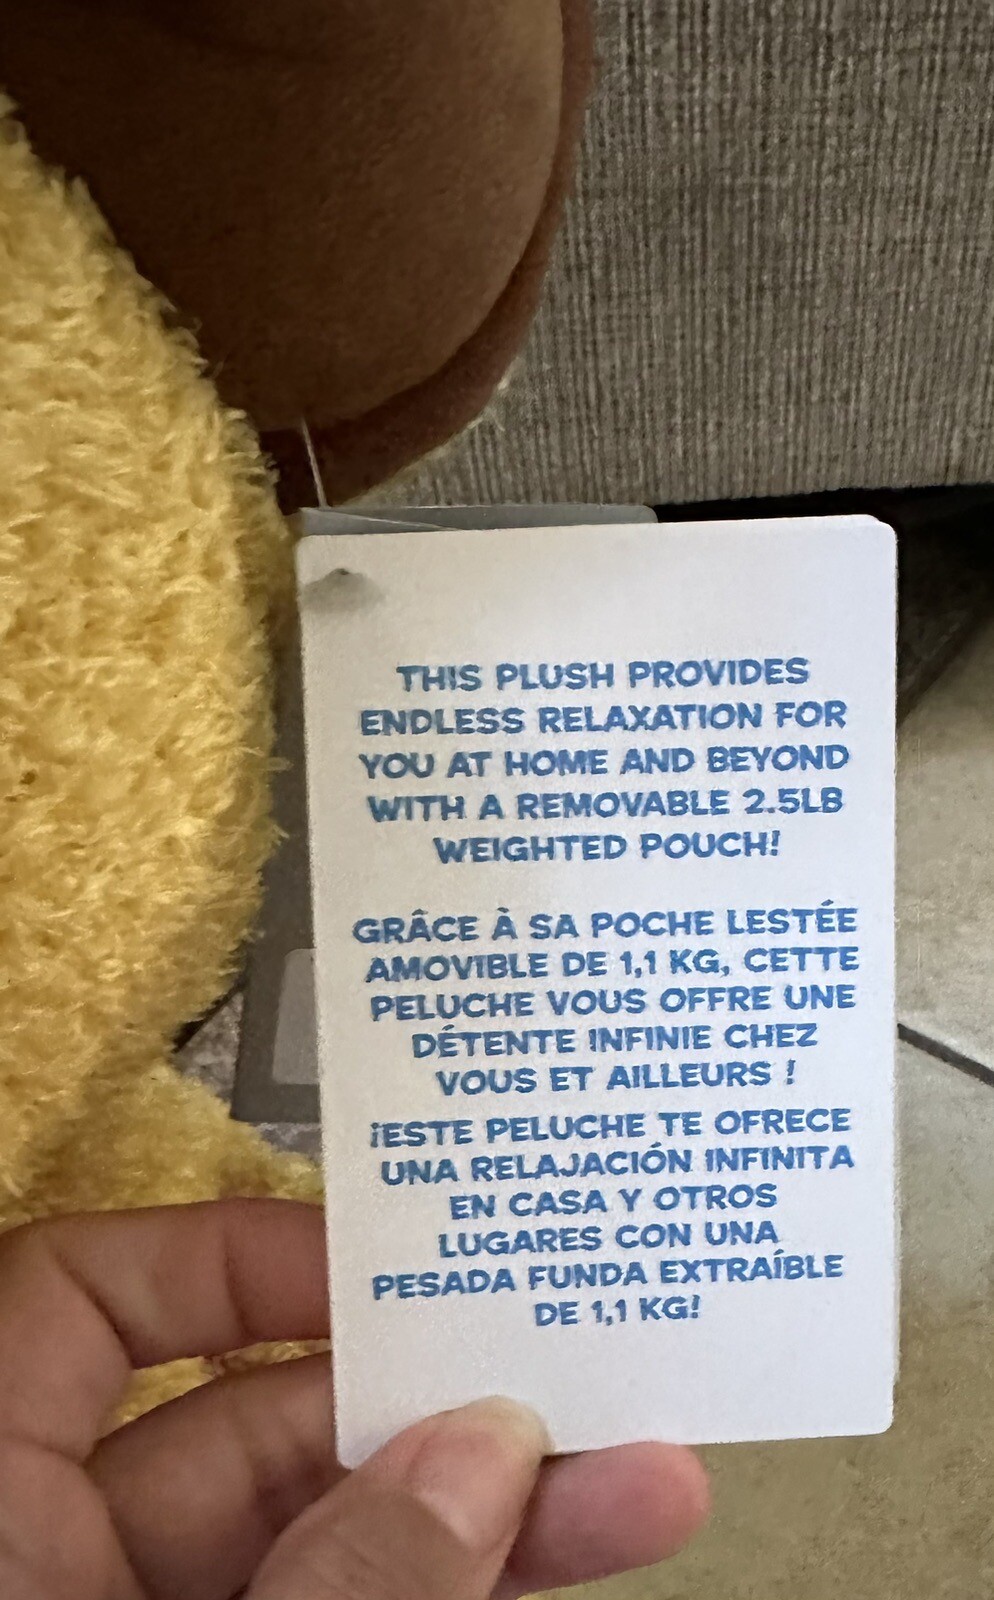 THIS PLUSH PROVIDES
ENDLESS RELAXATION FOR
YOU AT HOME AND BEYOND
WITH A REMOVABLE 2.5LB
WEIGHTED POUCH!
GRÂCE À SA POCHE LESTÉE
AMOVIBLE DE 1,1 KG, CETTE
PELUCHE VOUS OFFRE UNE
DÉTENTE INFINIE CHEZ
VOUS ET AILLEURS !
¡ESTE PELUCHE TE OFRECE
UNA RELAJACIÓN INFINITA
EN CASA Y OTROS
LUGARES CON UNA
PESADA FUNDA EXTRAÍBLE
DE 1,1 KG!